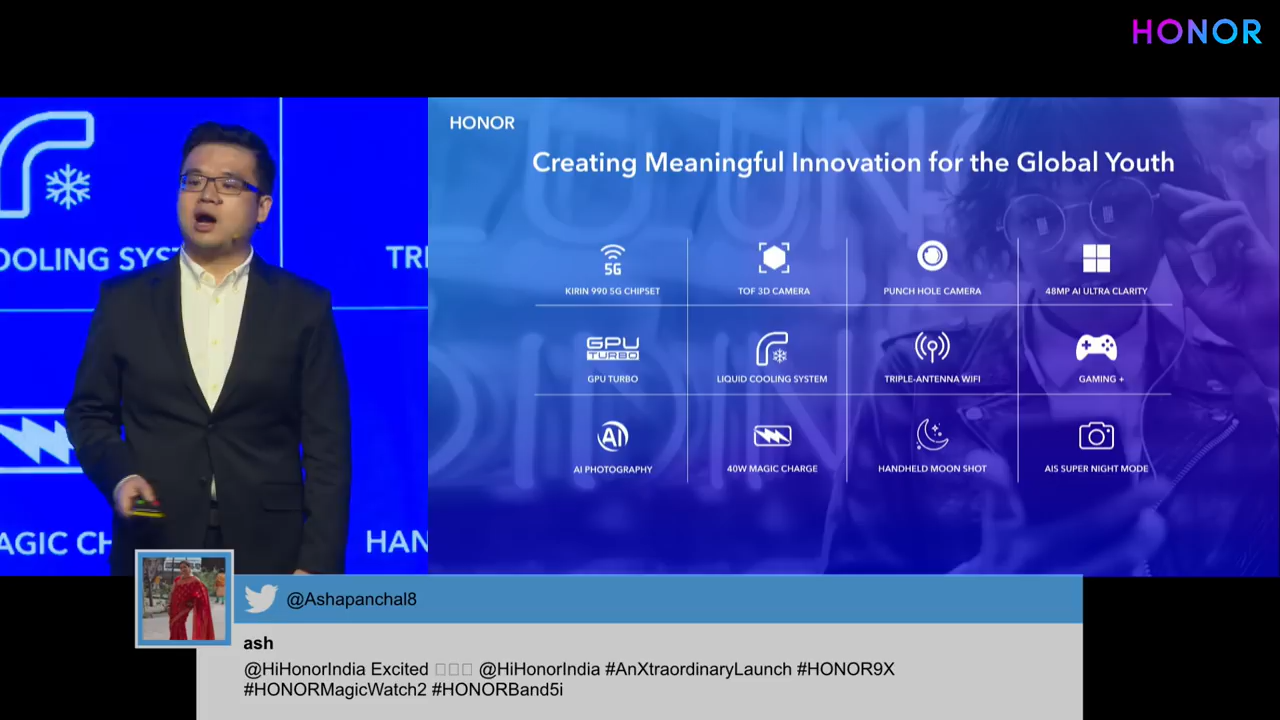 HONOR
OOLING SYST
TRI
AGIC CH
HAN
HONOR
Creating Meaningful Innovation for the Global Youth
5G
KIRIN 990 5G CHIPSET
TOF 3D CAMERA
PUNCH HOLE CAMERA
48MP AI ULTRA CLARITY
GPU
TURBO
GPU TURBO
LIQUID COOLING SYSTEM
TRIPLE-ANTENNA WIFI
GAMING +
AI
AI PHOTOGRAPHY
40W MAGIC CHARGE
HANDHELD MOON SHOT
AIS SUPER NIGHT MODE
@Ashapanchal8
ash
@HiHonorIndia Excited □□□ @HiHonorIndia #AnXtraordinaryLaunch #HONOR9X
#HONORMagicWatch2 #HONORBand5i